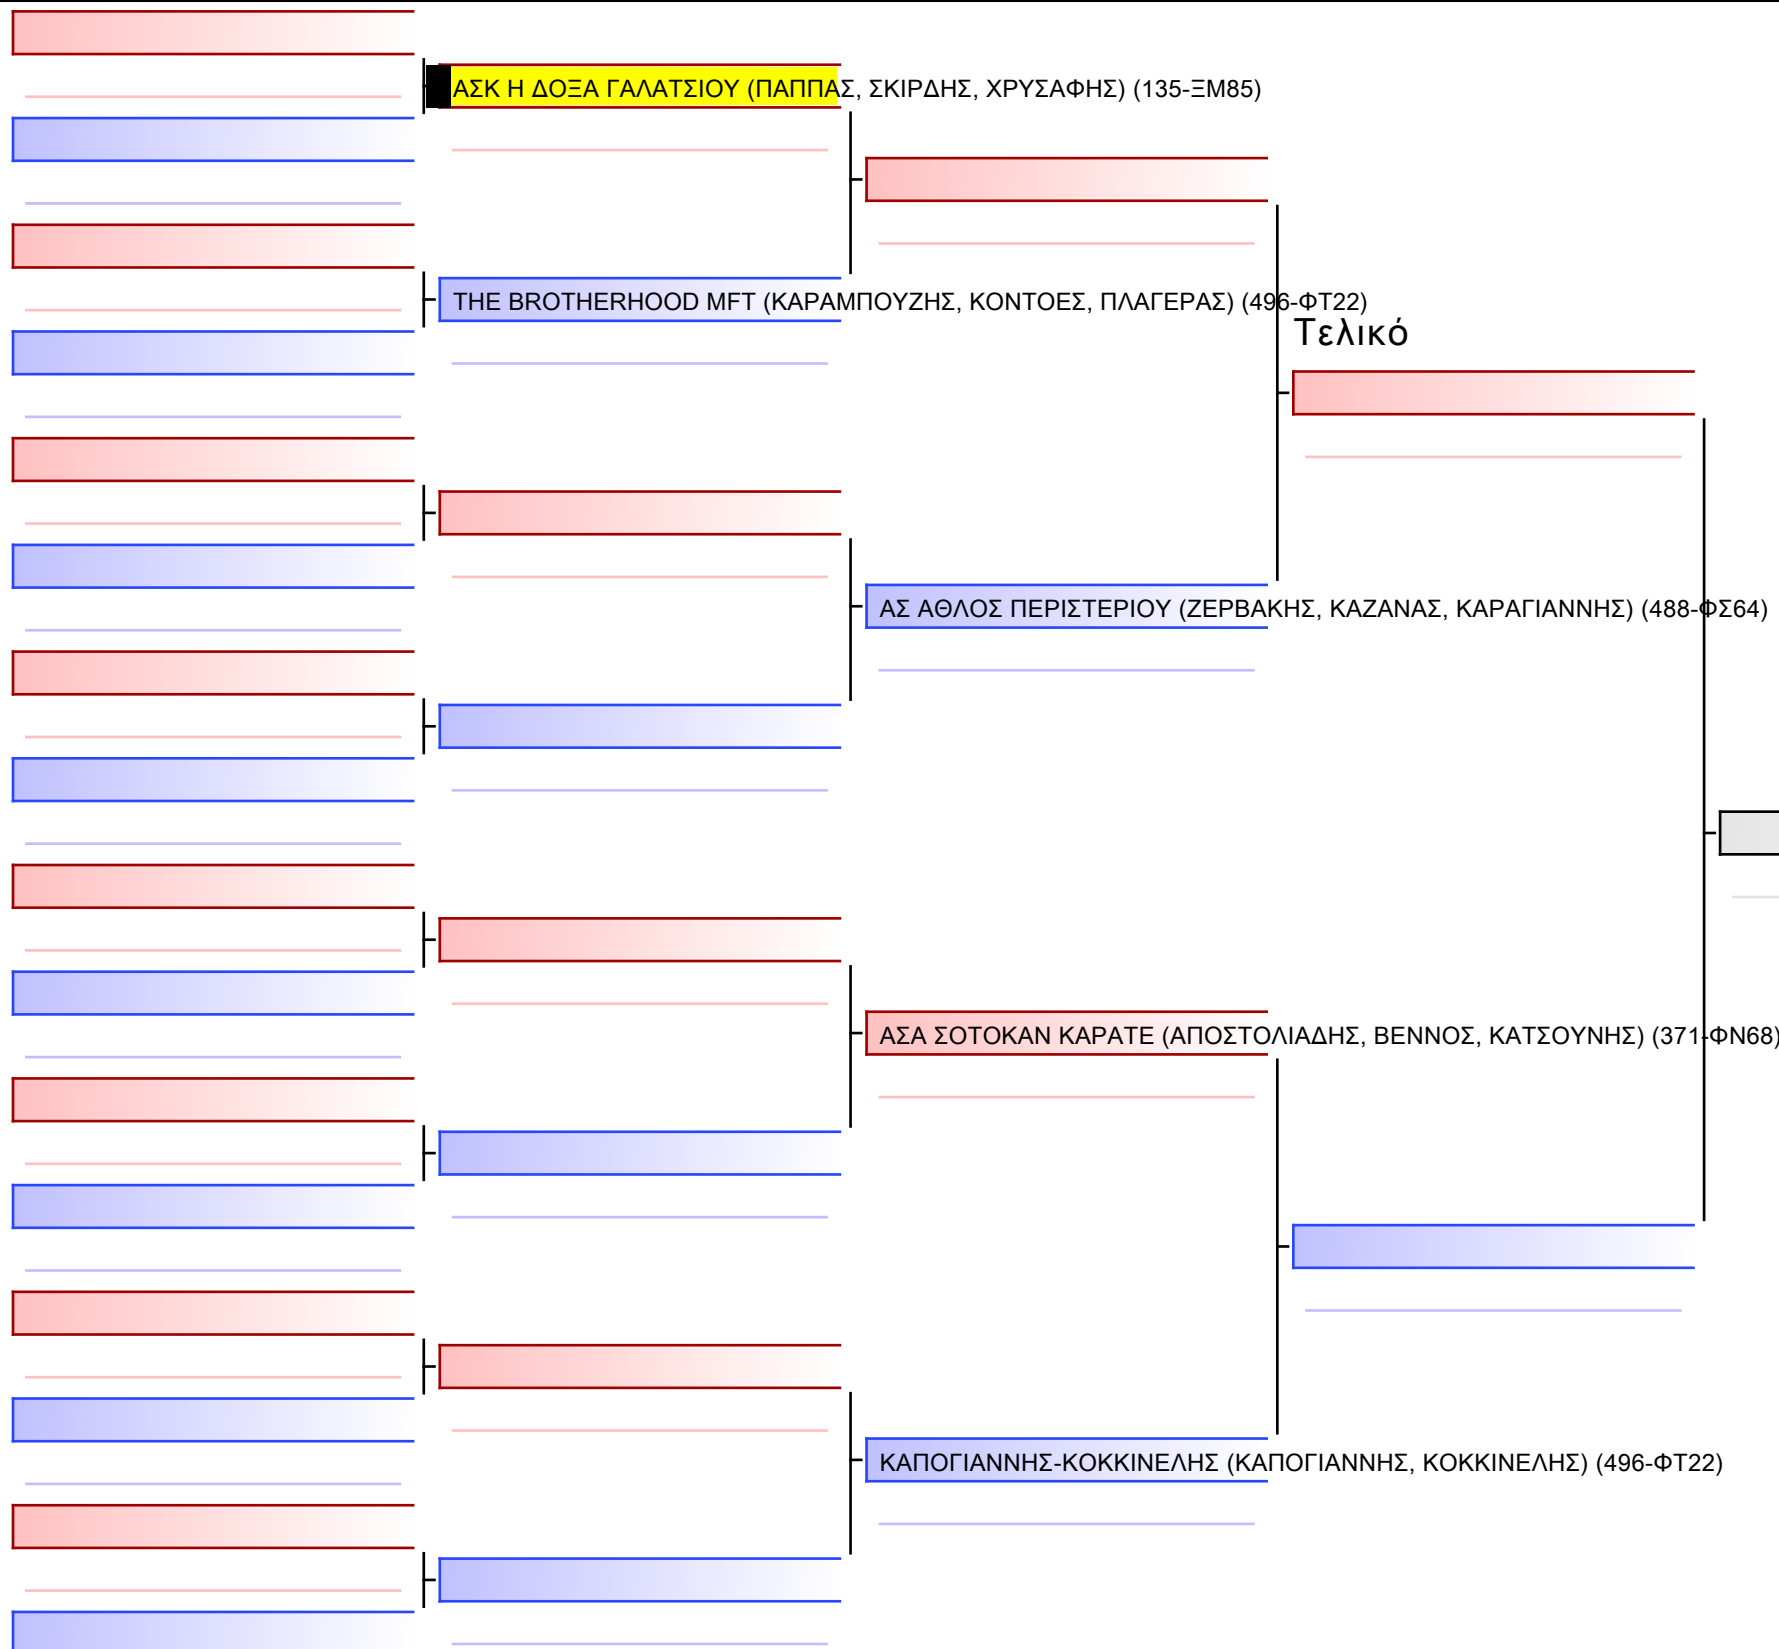 ΑΣΚ Η ΔΟΞΑ ΓΑΛΑΤΣΙΟΥ (ΠΑΠΠΑΣ, ΣΚΙΡΔΗΣ, ΧΡΥΣΑΦΗΣ) (135-ΞΜ85)
THE BROTHERHOOD MFT (ΚΑΡΑΜΠΟΥΖΗΣ, ΚΟΝΤΟΕΣ, ΠΛΑΓΕΡΑΣ) (496-ΦΤ22)
Τελικό
ΑΣ ΑΘΛΟΣ ΠΕΡΙΣΤΕΡΙΟΥ (ΖΕΡΒΑΚΗΣ, ΚΑΖΑΝΑΣ, ΚΑΡΑΓΙΑΝΝΗΣ) (488-ΦΣ64)
ΑΣΑ ΣΟΤΟΚΑΝ ΚΑΡΑΤΕ (ΑΠΟΣΤΟΛΙΑΔΗΣ, ΒΕΝΝΟΣ, ΚΑΤΣΟΥΝΗΣ) (371-ΦΝ68)
ΚΑΠΟΓΙΑΝΝΗΣ-ΚΟΚΚΙΝΕΛΗΣ (ΚΑΠΟΓΙΑΝΝΗΣ, ΚΟΚΚΙΝΕΛΗΣ) (496-ΦΤ22)